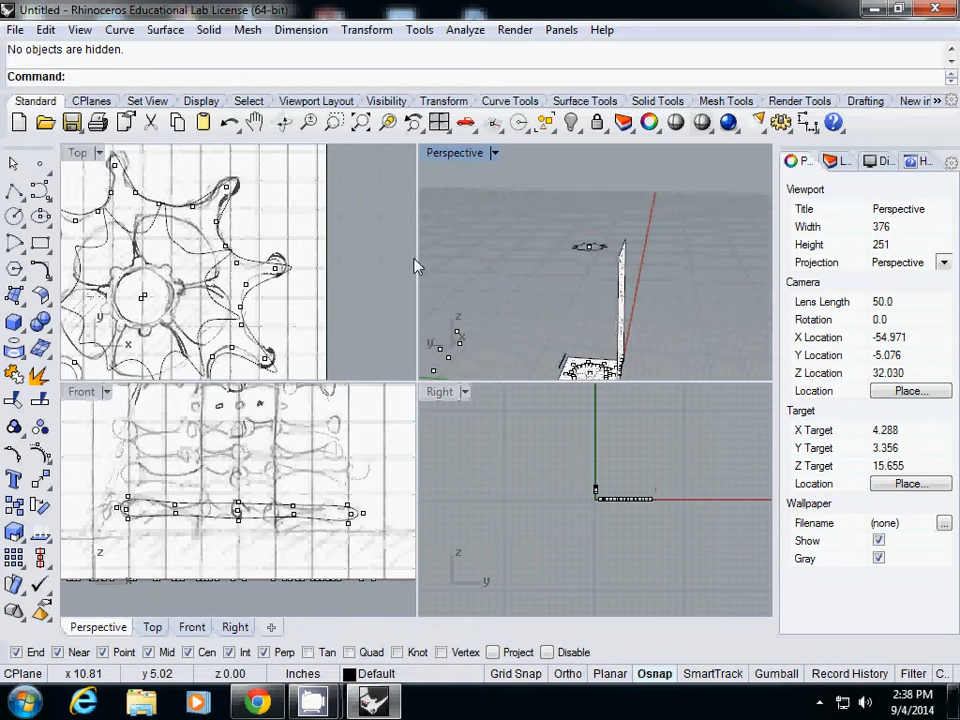 Untitled - Rhinoceros Educational Lab License (64-bit)
File Edit View Curve Surface Solid Mesh Dimension Transform Tools Analyze Render Panels Help
No objects are hidden.
Command:
Standard CPlanes Set View Display Select Viewport Layout Visibility Transform Curve Tools Surface Tools Solid Tools Mesh Tools Render Tools Drafting New in »
Top
Perspective
P... L... Di... H...
Viewport
Title Perspective
Width 376
Height 251
Projection Perspective
Camera
Lens Length 50.0
Rotation 0.0
X Location -54.971
Y Location -5.076
Z Location 32.030
Location Place...
Target
X Target 4.288
Y Target 3.356
Z Target 15.655
Location Place...
Wallpaper
Filename (none) ...
Show
Gray
y
x
z
y x
Front
Right
z
x
z
y
Perspective Top Front Right
End Near Point Mid Cen Int Perp Tan Quad Knot Vertex Project Disable
CPlane x 10.81 y 5.02 z 0.00 Inches Default Grid Snap Ortho Planar Osnap SmartTrack Gumball Record History Filter C..
2:38 PM
9/4/2014